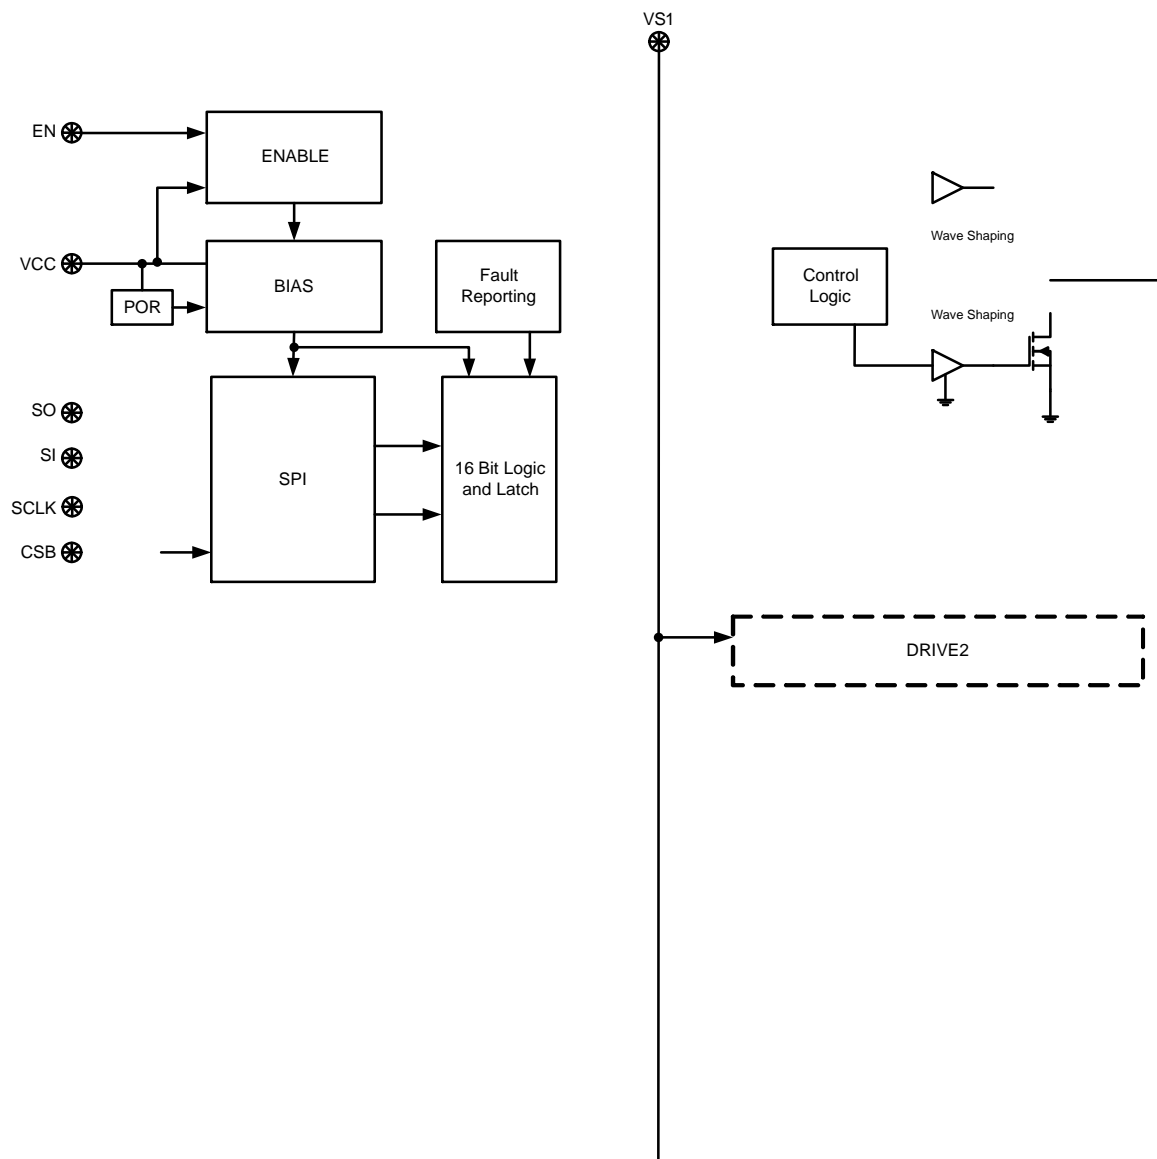 VS1
EN
ENABLE
VCC
POR
BIAS
Fault
Reporting
SO
SI
SCLK
CSB
SPI
16 Bit Logic
and Latch
Wave Shaping
Control
Logic
Wave Shaping
DRIVE2